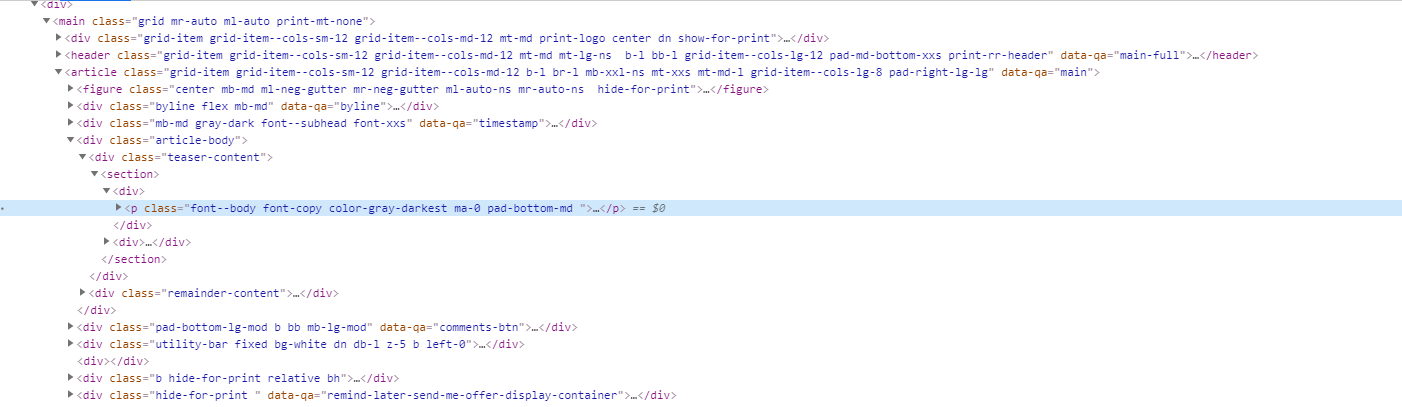 ▼<div>
▼<main class="grid mr-auto ml-auto print-mt-none">
▶<div class="grid-item grid-item--cols-sm-12 grid-item--cols-md-12 mt-md print-logo center dn show-for-print">…</div>
▶<header class="grid-item grid-item--cols-sm-12 grid-item--cols-md-12 mt-md mt-lg-ns  b-l bb-l grid-item--cols-lg-12 pad-md-bottom-xxs print-rr-header" data-qa="main-full">…</header>
▼<article class="grid-item grid-item--cols-sm-12 grid-item--cols-md-12 b-l br-l mb-xxl-ns mt-xxs mt-md-l grid-item--cols-lg-8 pad-right-lg-lg" data-qa="main">
▶<figure class="center mb-md ml-neg-gutter mr-neg-gutter ml-auto-ns mr-auto-ns  hide-for-print">…</figure>
▶<div class="byline flex mb-md" data-qa="byline">…</div>
▶<div class="mb-md gray-dark font--subhead font-xxs" data-qa="timestamp">…</div>
▼<div class="article-body">
▼<div class="teaser-content">
▼<section>
▼<div>
▶<p class="font--body font-copy color-gray-darkest ma-0 pad-bottom-md ">…</p> == $0
</div>
▶<div>…</div>
</section>
</div>
▶<div class="remainder-content">…</div>
</div>
▶<div class="pad-bottom-lg-mod b bb mb-lg-mod" data-qa="comments-btn">…</div>
▶<div class="utility-bar fixed bg-white dn db-l z-5 b left-0">…</div>
<div></div>
▶<div class="b hide-for-print relative bh">…</div>
▶<div class="hide-for-print " data-qa="remind-later-send-me-offer-display-container">…</div>